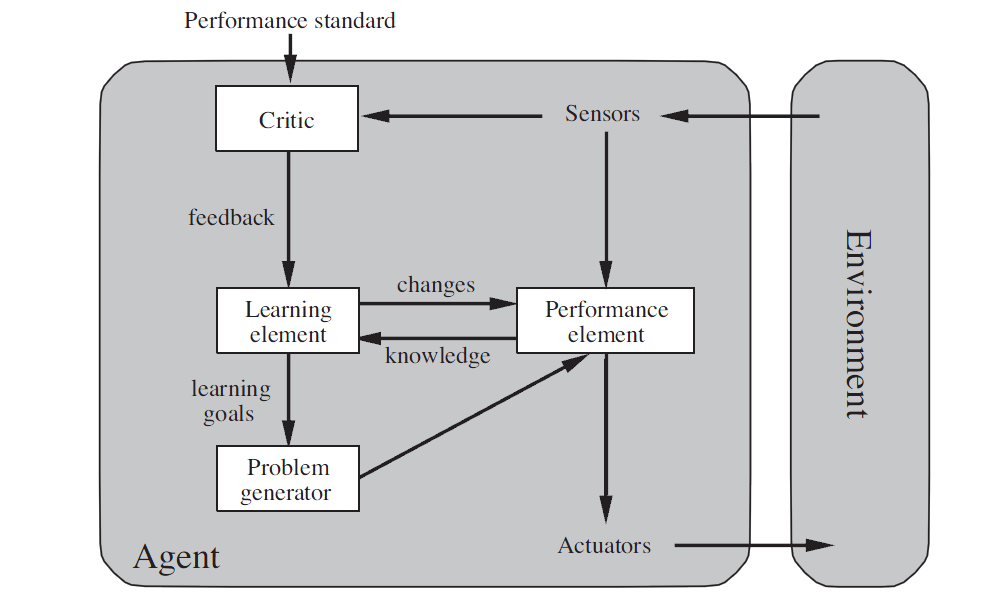 Performance standard
Critic
Sensors
feedback
changes
Learning
element
Performance
element
knowledge
learning
goals
Problem
generator
Agent
Actuators
Environment